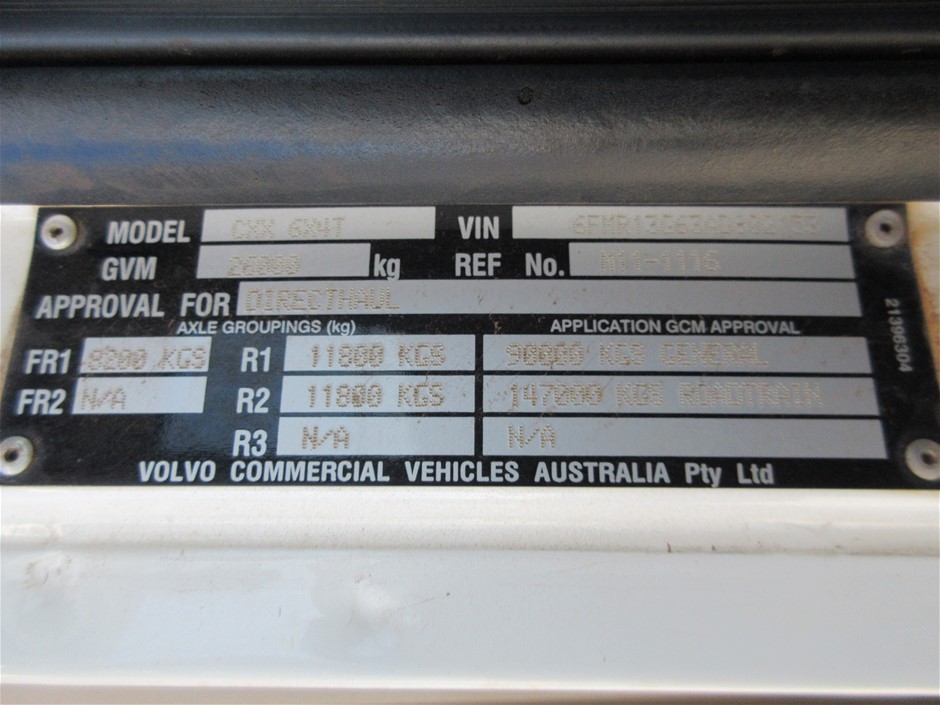 MODEL CXX 6X4T VIN
GVM kg REF No. M11-1116
APPROVAL FOR DIRECTHAUL
AXLE GROUPINGS (kg) APPLICATION GCM APPROVAL
FR1 8200 KGS R1 11800 KGS 90000 KGS GENERAL
FR2 N/A R2 11800 KGS 147000 KGS ROADTRAIN
R3 N/A N/A
VOLVO COMMERCIAL VEHICLES AUSTRALIA Pty Ltd
21396304